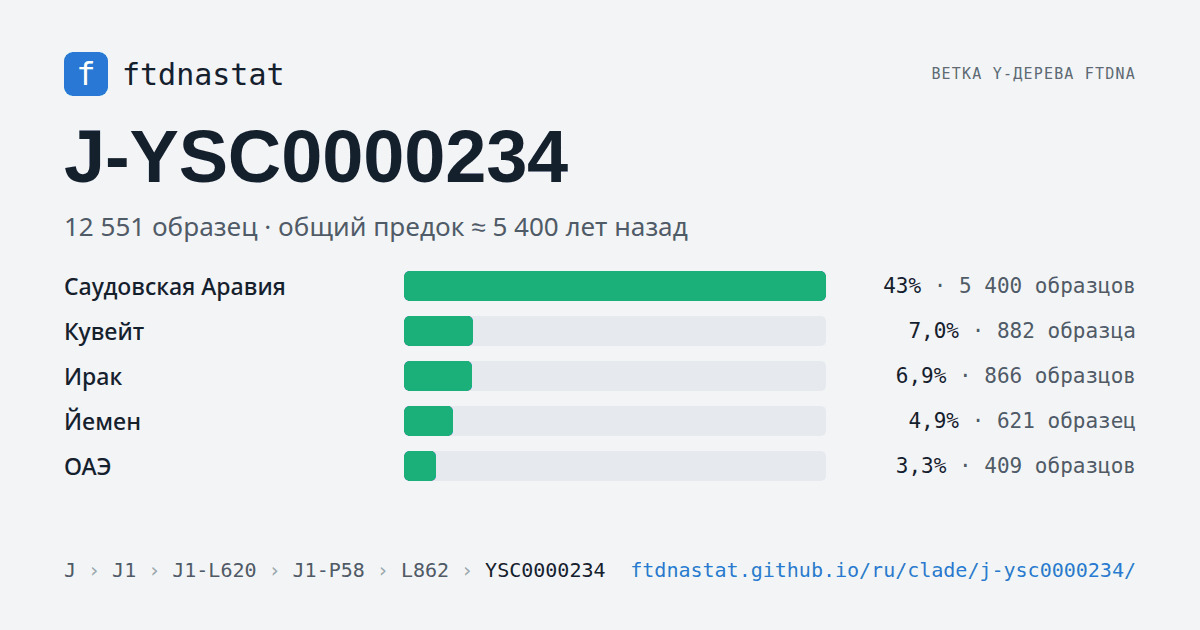 f ftdnastat
ВЕТКА Y-ДЕРЕВА FTDNA
J-YSC0000234
12 551 образец · общий предок ≈ 5 400 лет назад
Саудовская Аравия 43% · 5 400 образцов
Кувейт 7,0% · 882 образца
Ирак 6,9% · 866 образцов
Йемен 4,9% · 621 образец
ОАЭ 3,3% · 409 образцов
J › J1 › J1-L620 › J1-P58 › L862 › YSC0000234 ftdnastat.github.io/ru/clade/j-ysc0000234/